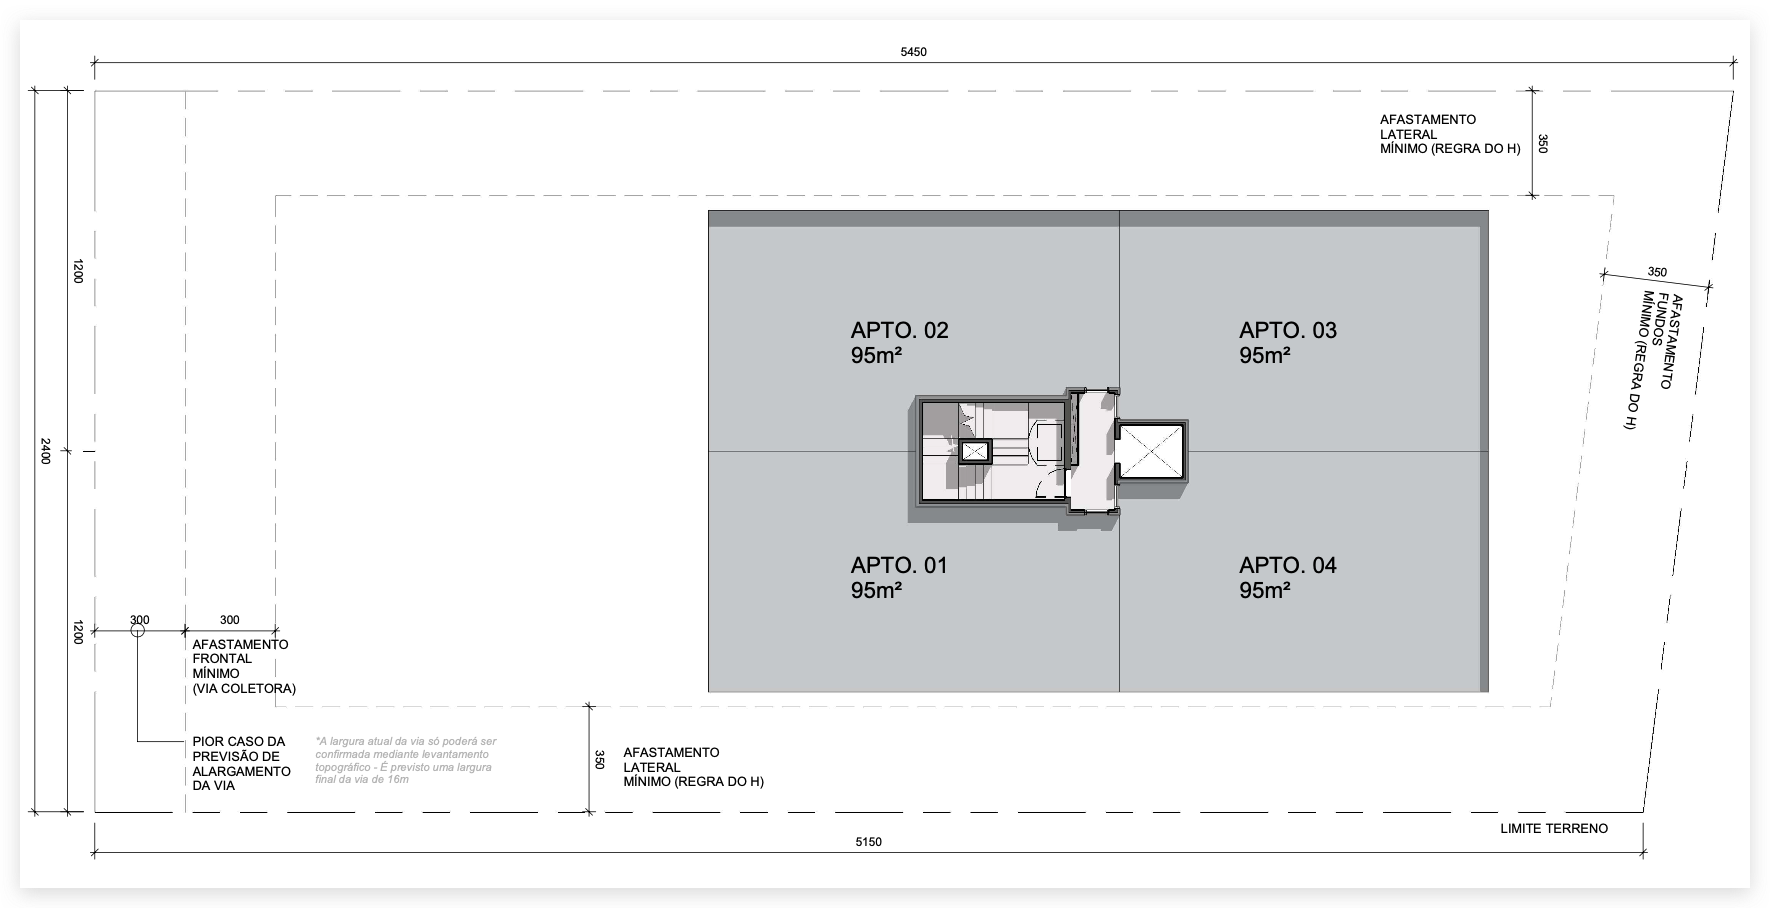 5450
AFASTAMENTO
LATERAL
MÍNIMO (REGRA DO H)
350
1200
350
AFASTAMENTO
FUNDOS
MÍNIMO (REGRA DO H)
APTO. 02
95m²
APTO. 03
95m²
2400
APTO. 01
95m²
APTO. 04
95m²
1200
300
300
AFASTAMENTO
FRONTAL
MÍNIMO
(VIA COLETORA)
PIOR CASO DA
PREVISÃO DE
ALARGAMENTO
DA VIA
*A largura atual da via só poderá ser
confirmada mediante levantamento
topográfico - È previsto uma largura
final da via de 16m
350
AFASTAMENTO
LATERAL
MÍNIMO (REGRA DO H)
LIMITE TERRENO
5150